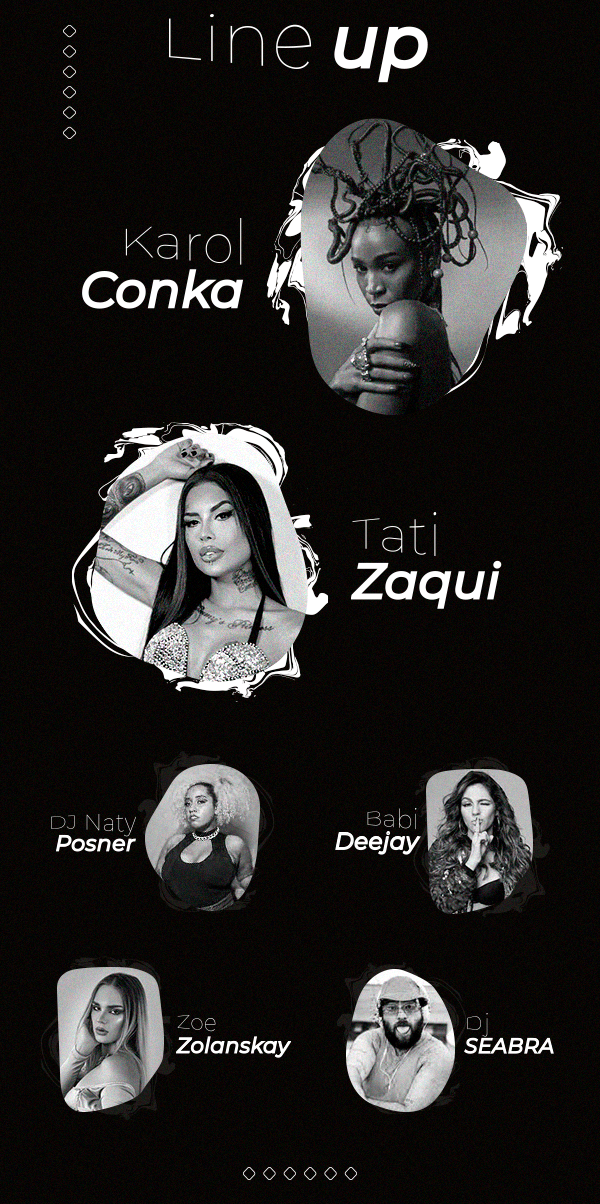 Line up
Karol
Conka
Tati
Zaqui
DJ Naty
Posner
Babi
Deejay
Zoe
Zolanskay
Dj
SEABRA